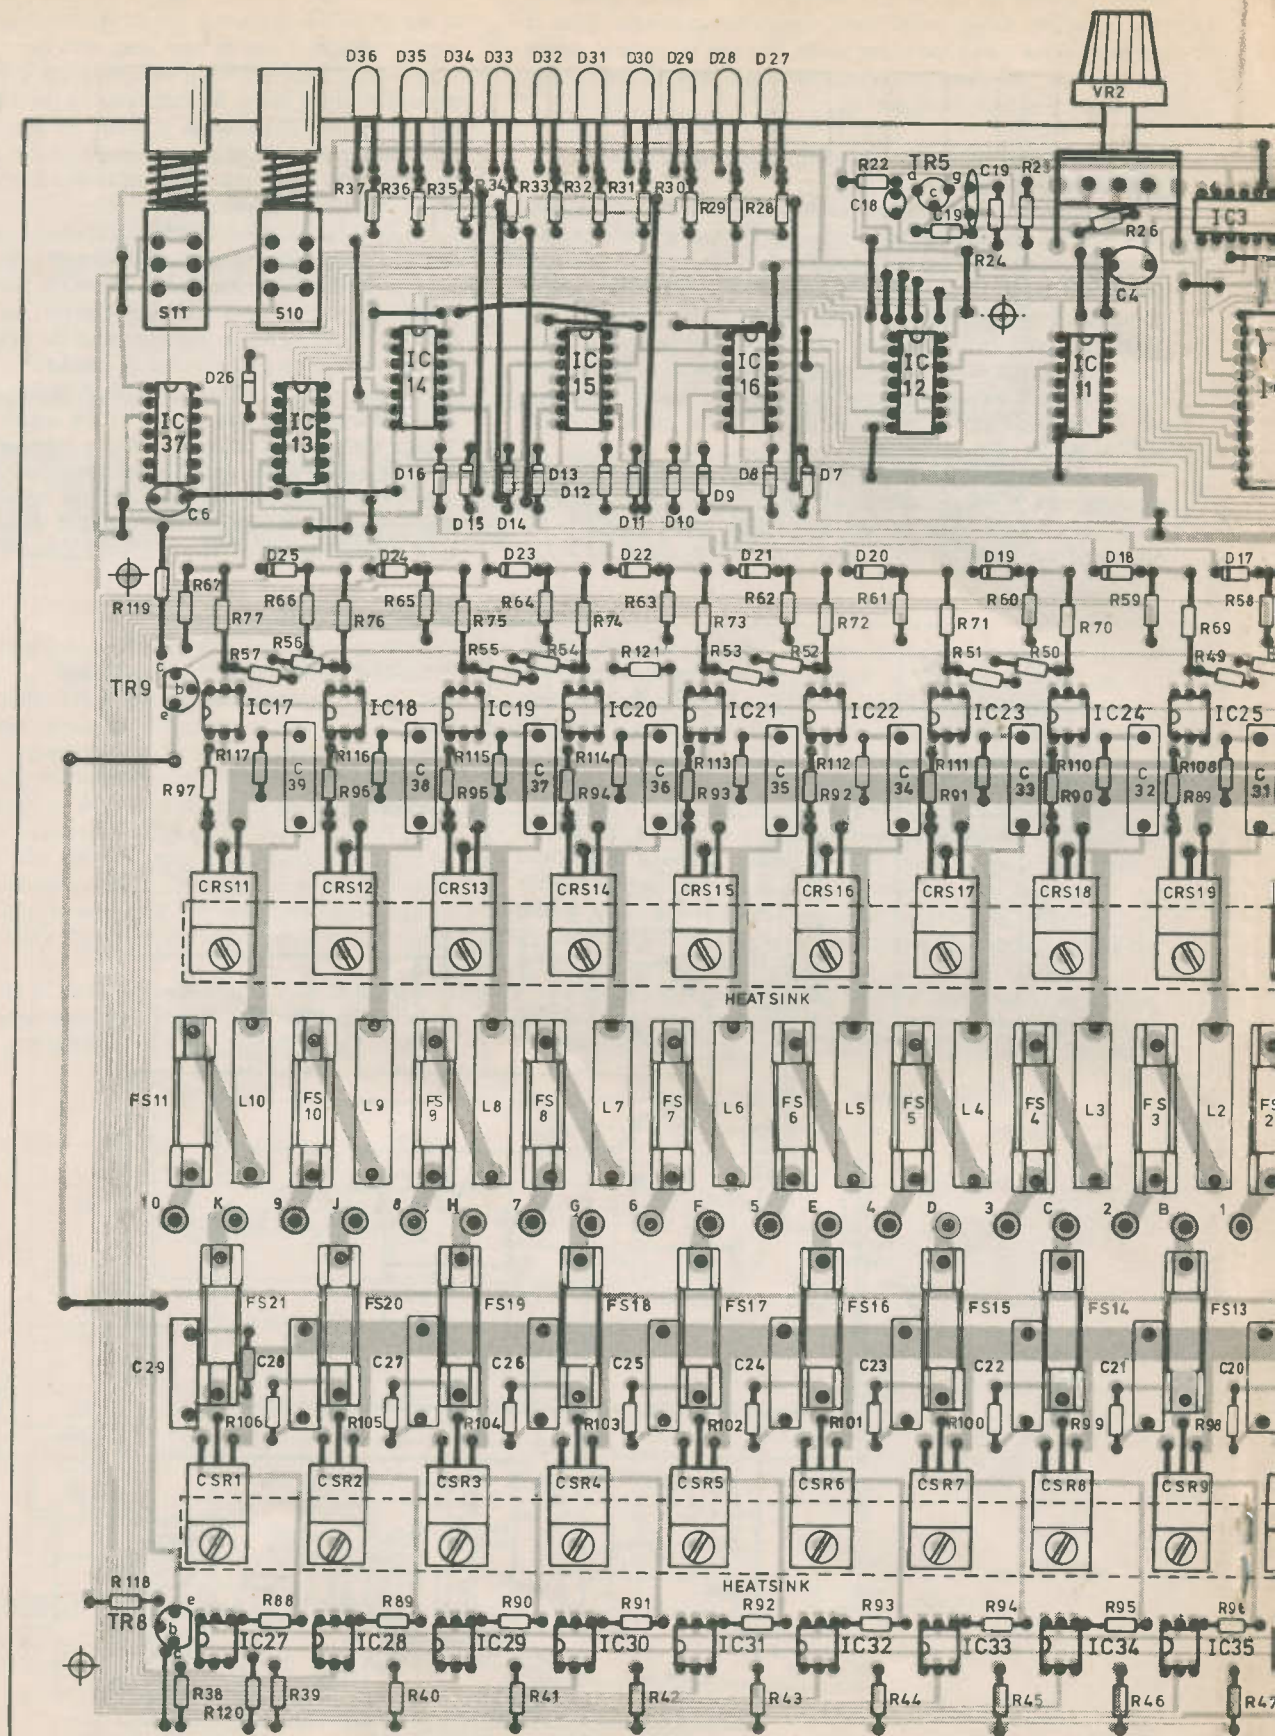 D36 D35 D34 D33 D32 D31 D30 D29 D28 D27
VR2
R22 TR5 C19 R23
d g
R37 R36 R35 R34 R33 R32 R31 R30 c
C18 C19
R29 R28
IC3
R26
R24
C4
S11 S10
IC 14 IC 15 IC 16 IC 12 IC 11
D26
IC 37 IC 13
D16 D13 D12 D9 D8 D7
C6
D15 D14 D11 D10
D25 D24 D23 D22 D21 D20 D19 D18 D17
R119 R67 R66 R65 R64 R63 R62 R61 R60 R59 R58
R77 R76 R75 R74 R73 R72 R71 R70 R69
R57 R56 R55 R54 R121 R53 R52 R51 R50 R49
c
TR9 b
e
IC17 IC18 IC19 IC20 IC21 IC22 IC23 IC24 IC25
R117 R116 R115 R114 R113 R112 R111 R110 R108
C 39 C 38 C 37 C 36 C 35 C 34 C 33 C 32 C 31
R97 R96 R95 R94 R93 R92 R91 R90 R89
CRS11 CRS12 CRS13 CRS14 CRS15 CRS16 CRS17 CRS18 CRS19
HEATSINK
FS11 L10 FS 10 L9 FS 9 L8 FS 8 L7 FS 7 L6 FS 6 L5 FS 5 L4 FS 4 L3 FS 3 L2 FS 2
10 K 9 J 8 H 7 G 6 F 5 E 4 D 3 C 2 B 1
FS21 FS20 FS19 FS18 FS17 FS16 FS15 FS14 FS13
C29 C28 C27 C26 C25 C24 C23 C22 C21 C20
R106 R105 R104 R103 R102 R101 R100 R99 R98
CSR1 CSR2 CSR3 CSR4 CSR5 CSR6 CSR7 CSR8 CSR9
HEATSINK
R118
e
TR8 b
c
R88 R89 R90 R91 R92 R93 R94 R95 R96
IC27 IC28 IC29 IC30 IC31 IC32 IC33 IC34 IC35
R38 R39 R40 R41 R42 R43 R44 R45 R46 R47
R120